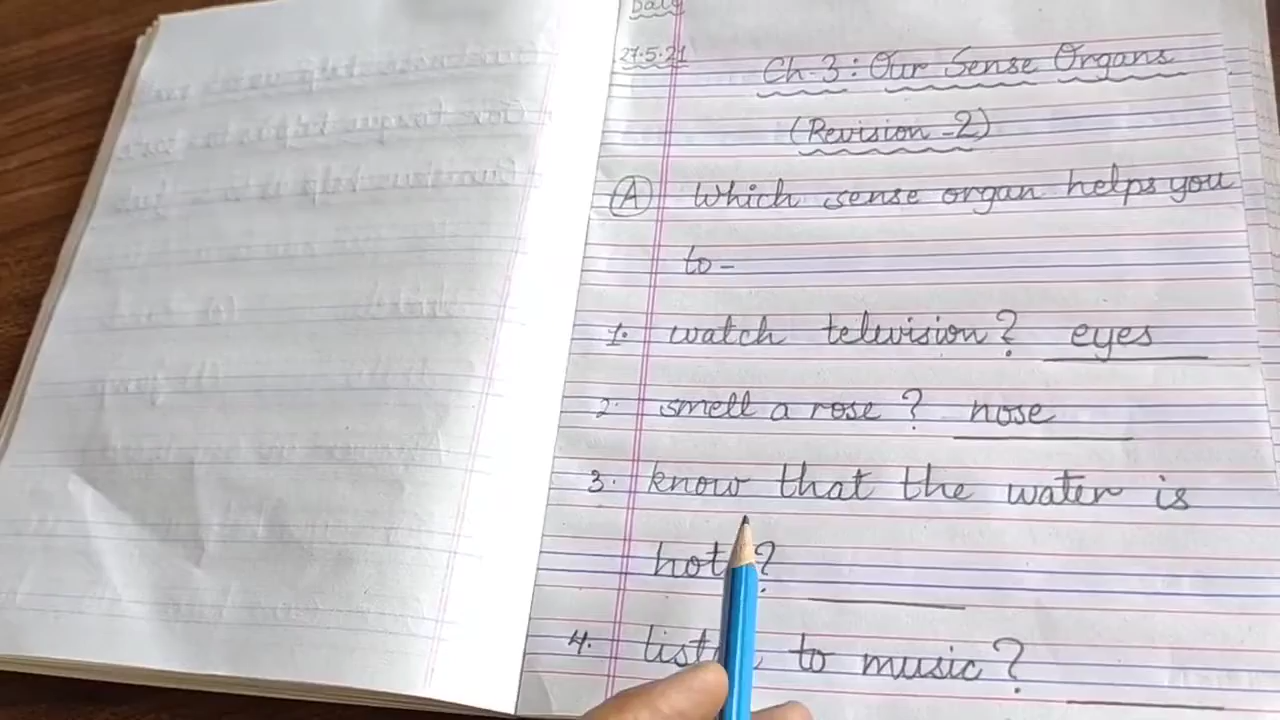 Date
27.5.21
Ch-3: Our Sense Organs
(Revision-2)
(A) Which sense organ helps you
to-
1. watch television? eyes
2. smell a rose? nose
3. know that the water is
hot?
4. listen to music?